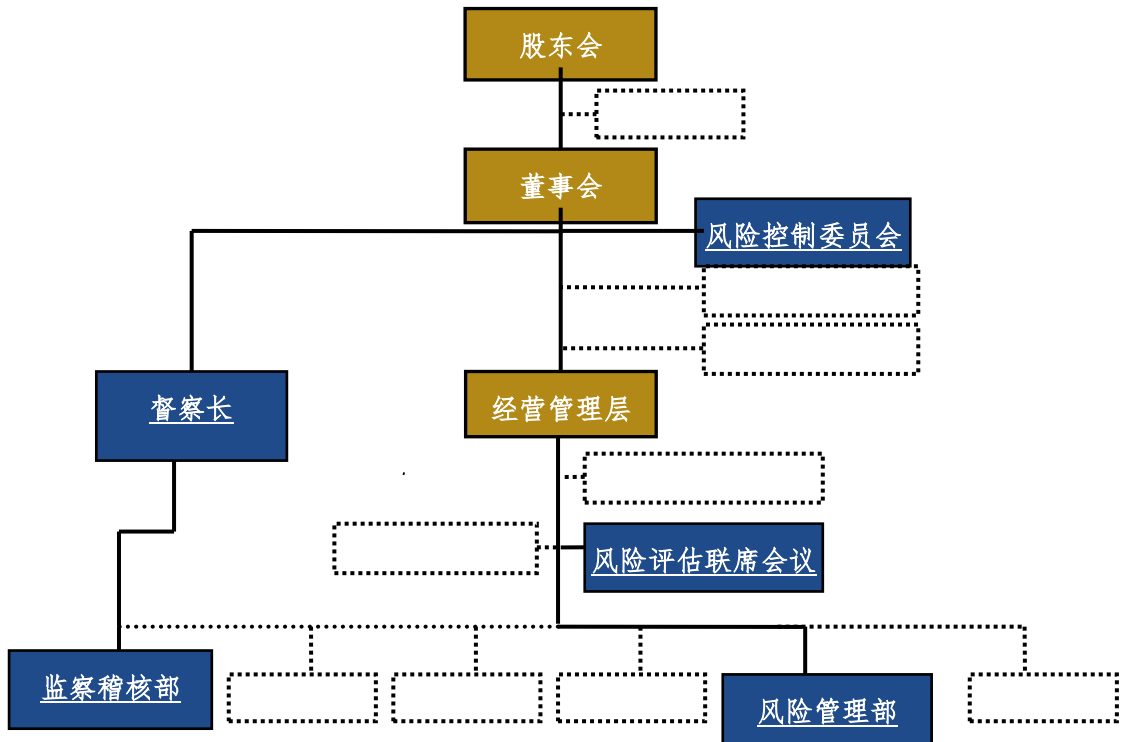 股东会
董事会
风险控制委员会
督察长
经营管理层
风险评估联席会议
监察稽核部
风险管理部